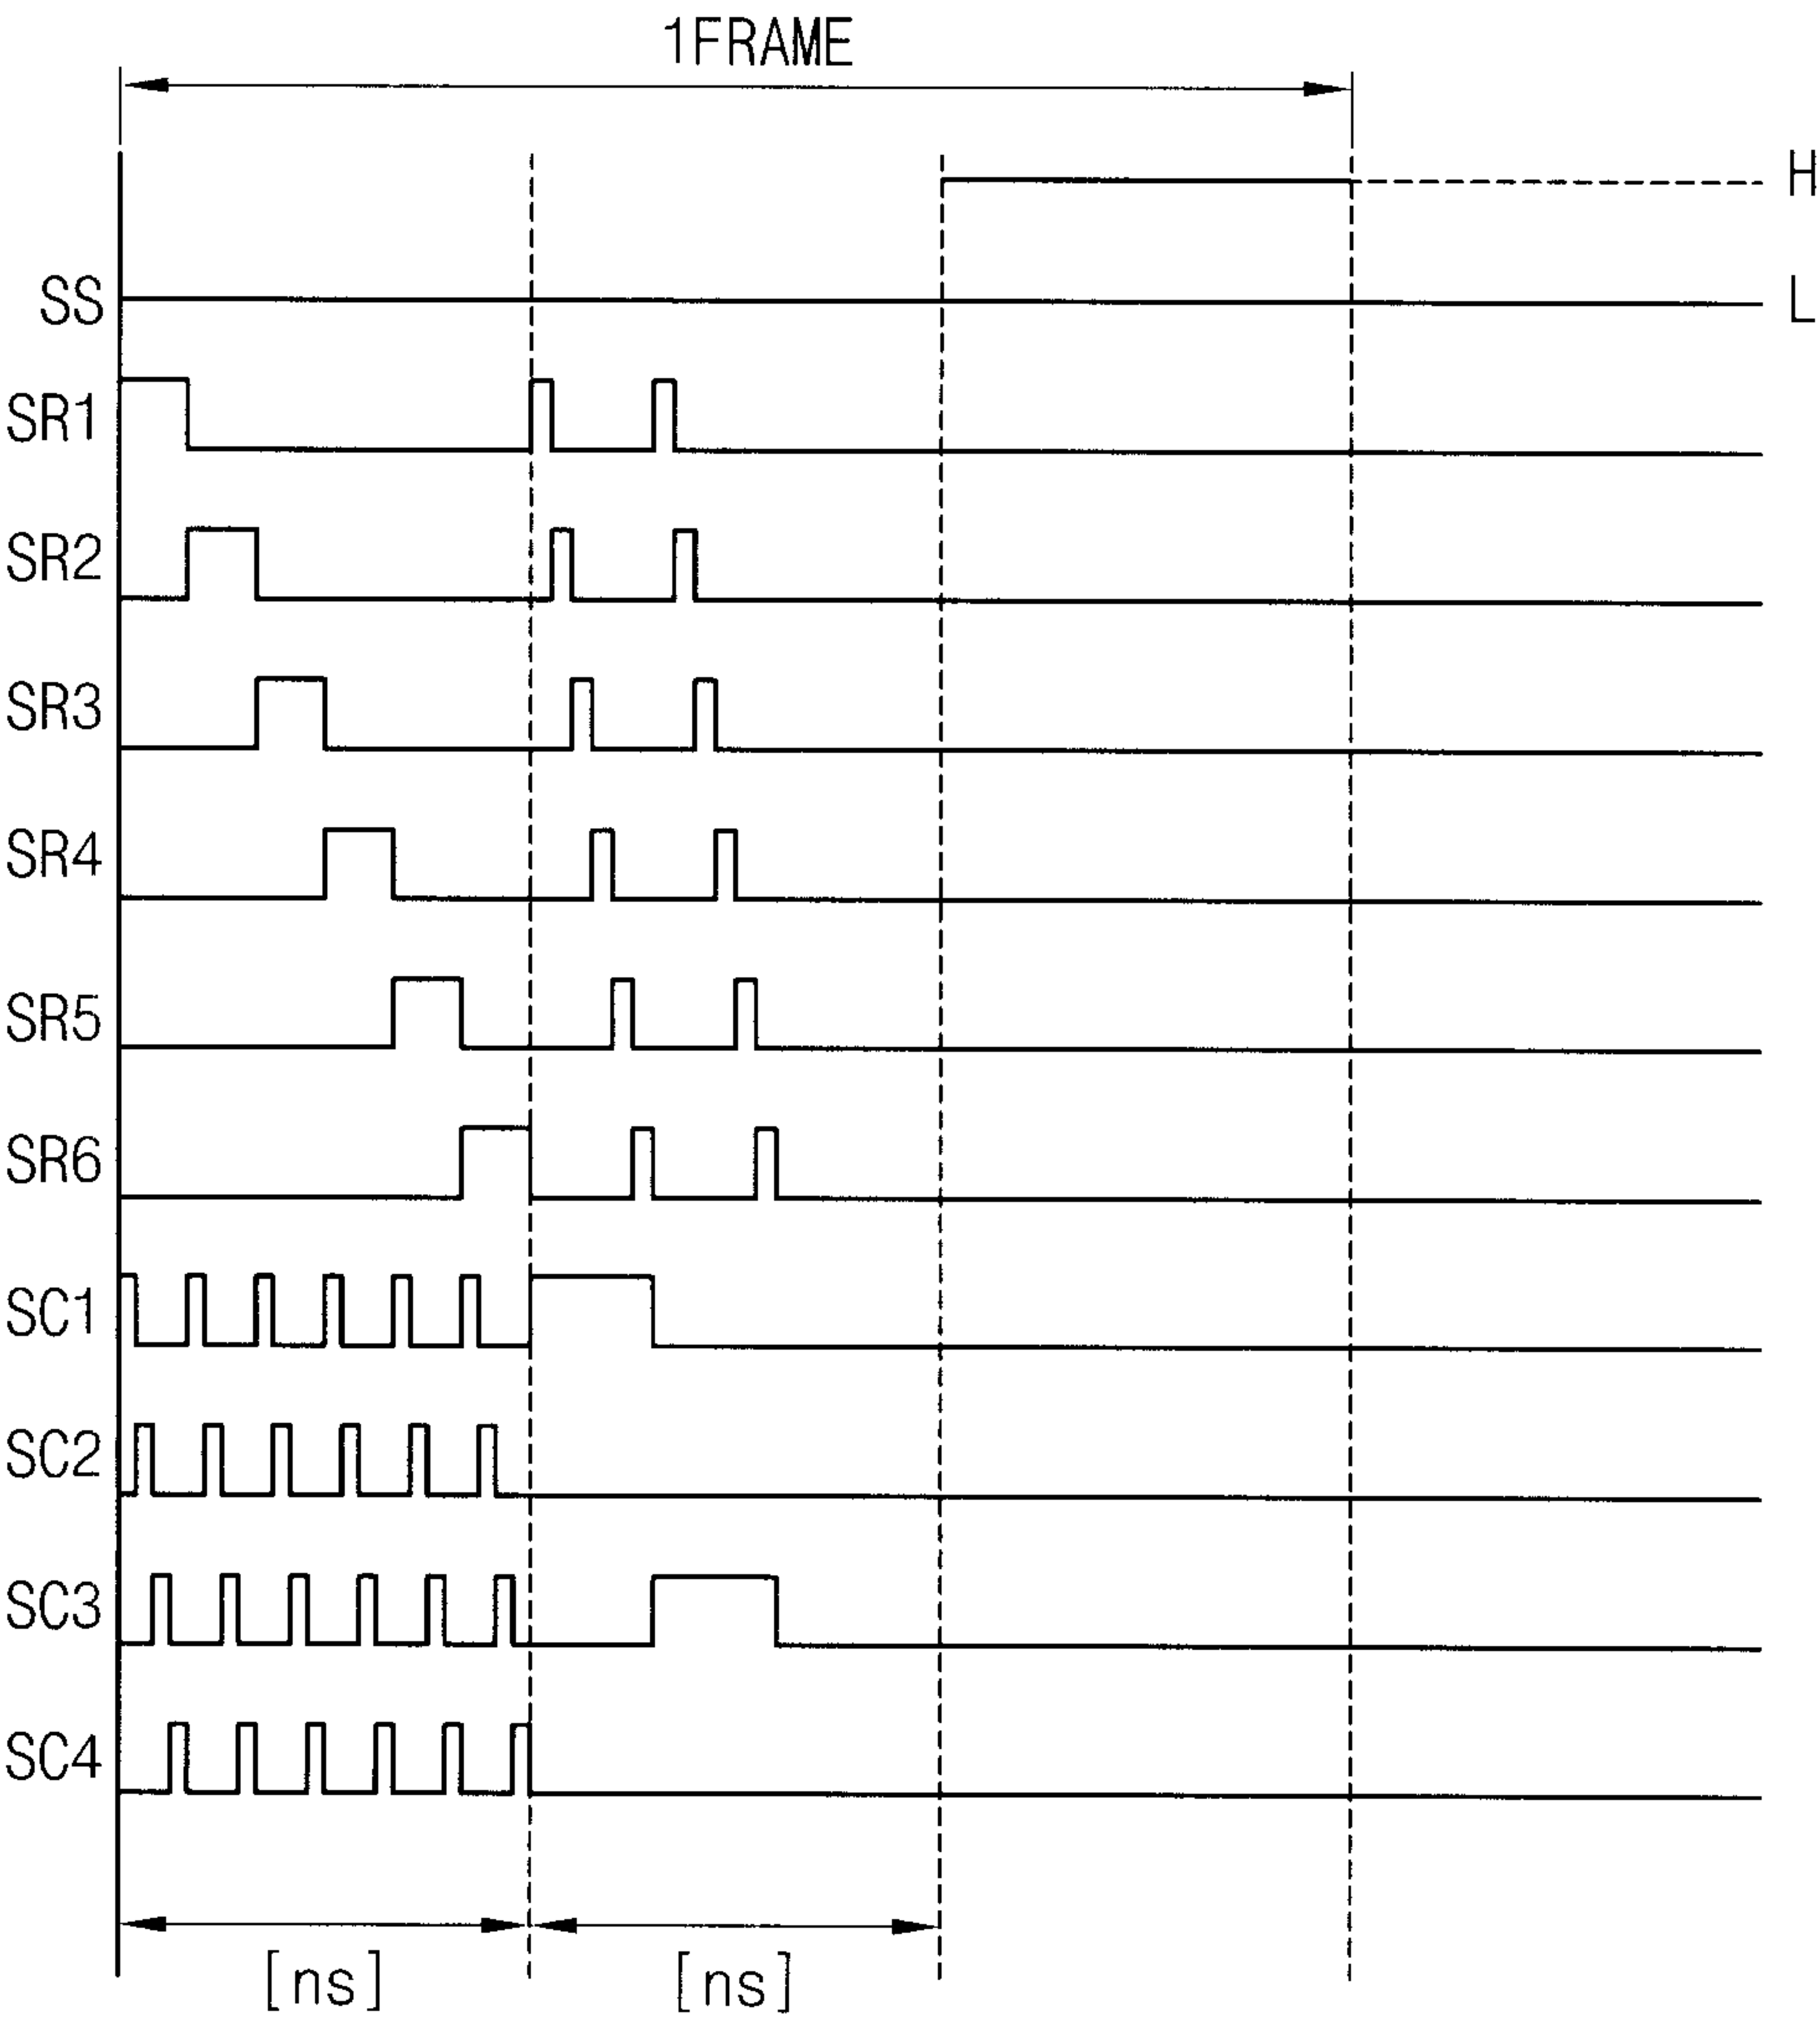 1FRAME
H
SS
L
SR1
SR2
SR3
SR4
SR5
SR6
SC1
SC2
SC3
SC4
[ns] [ns]